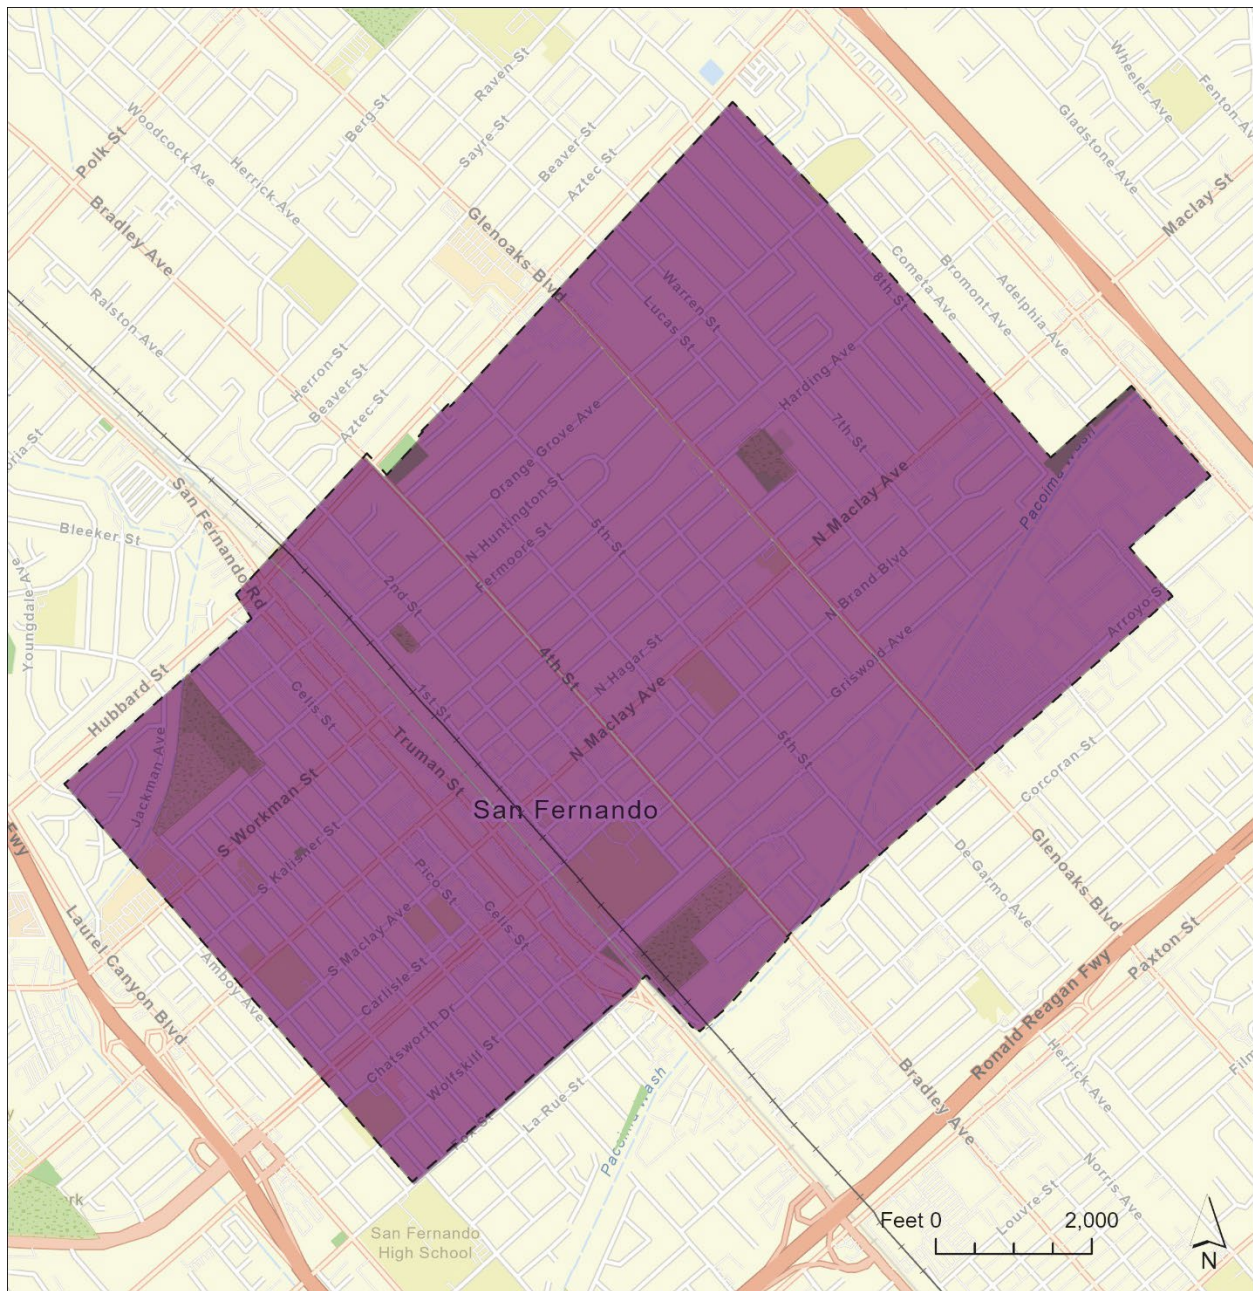 Raven St
Wheeler Ave
Fenton Av
Berg St
Woodcock Ave
Sayre St
Beaver St
Gladstone Ave
Polk St
Herrick Ave
Aztec St
Maclay St
Bradley Ave
Glenoaks Blvd
Cometa Ave
Bromont Ave
Adelphia Ave
8th St
Warren St
Lucas St
Ralston Ave
Herron St
Beaver St
Aztec St
Harding Ave
7th St
Orange Grove Ave
N Maclay Ave
Pacoima Wash
oria St
San Fernando Rd
N Huntington St
5th St
Fermoore St
Bleeker St
2nd St
N Brand Blvd
Youngdale Ave
Arroyo S
4th St
N Hagar St
Griswold Ave
Hubbard St
Celis St
1st St
N Maclay Ave
Jackman Ave
Truman St
5th St
Corcoran St
S Workman St
San Fernando
Fwy
S Kalisher St
Pico St
De Garmo Ave
Glenoaks Blvd
Laurel Canyon Blvd
S Maclay Ave
Celis St
Amboy Ave
Carlisle St
Paxton St
Ronald Reagan Fwy
Chatsworth Dr
Wolfskill St
Herrick Ave
Film
La Rue St
Pacoima Wash
Bradley Ave
Norris Ave
Louvre St
rk
San Fernando
High School
Feet 0 2,000
N